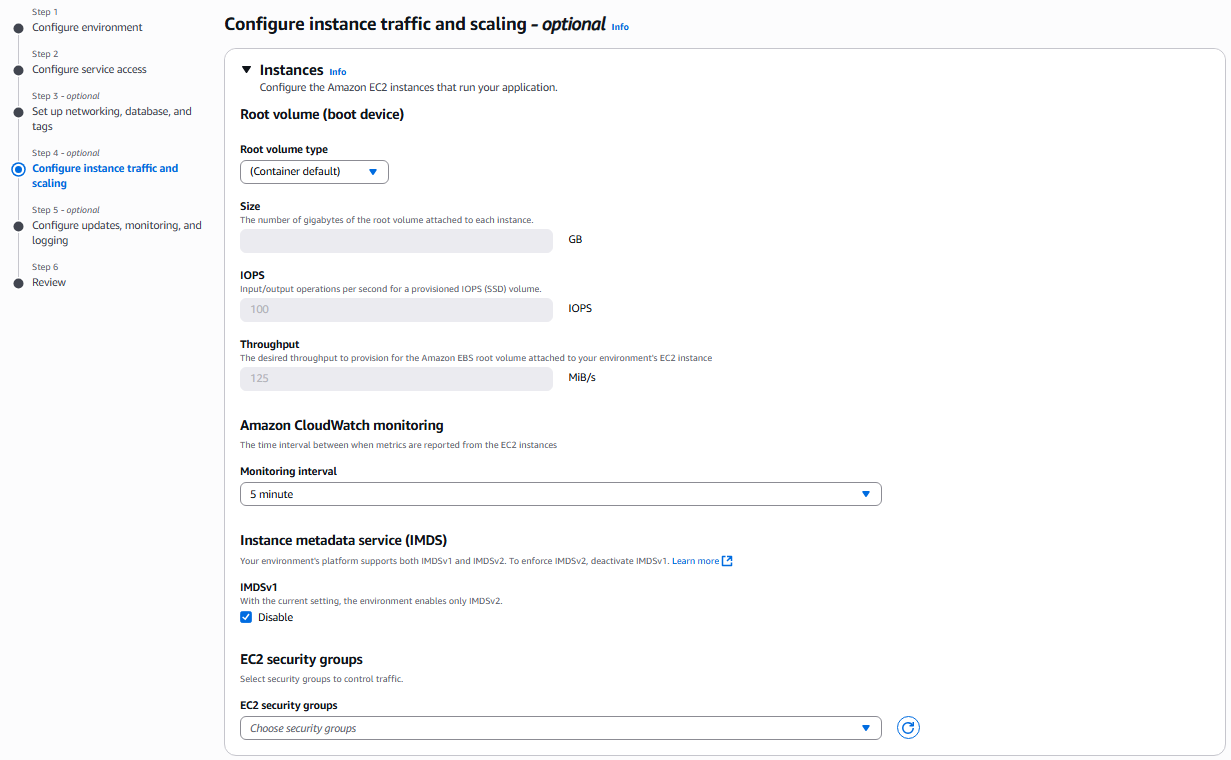 Step 1
Configure environment
Step 2
Configure service access
Step 3 - optional
Set up networking, database, and
tags
Step 4 - optional
Configure instance traffic and
scaling
Step 5 - optional
Configure updates, monitoring, and
logging
Step 6
Review
Configure instance traffic and scaling - optional Info
Instances Info
Configure the Amazon EC2 instances that run your application.
Root volume (boot device)
Root volume type
(Container default)
Size
The number of gigabytes of the root volume attached to each instance.
GB
IOPS
Input/output operations per second for a provisioned IOPS (SSD) volume.
100 IOPS
Throughput
The desired throughput to provision for the Amazon EBS root volume attached to your environment's EC2 instance
125 MiB/s
Amazon CloudWatch monitoring
The time interval between when metrics are reported from the EC2 instances
Monitoring interval
5 minute
Instance metadata service (IMDS)
Your environment's platform supports both IMDSv1 and IMDSv2. To enforce IMDSv2, deactivate IMDSv1. Learn more
IMDSv1
With the current setting, the environment enables only IMDSv2.
Disable
EC2 security groups
Select security groups to control traffic.
EC2 security groups
Choose security groups